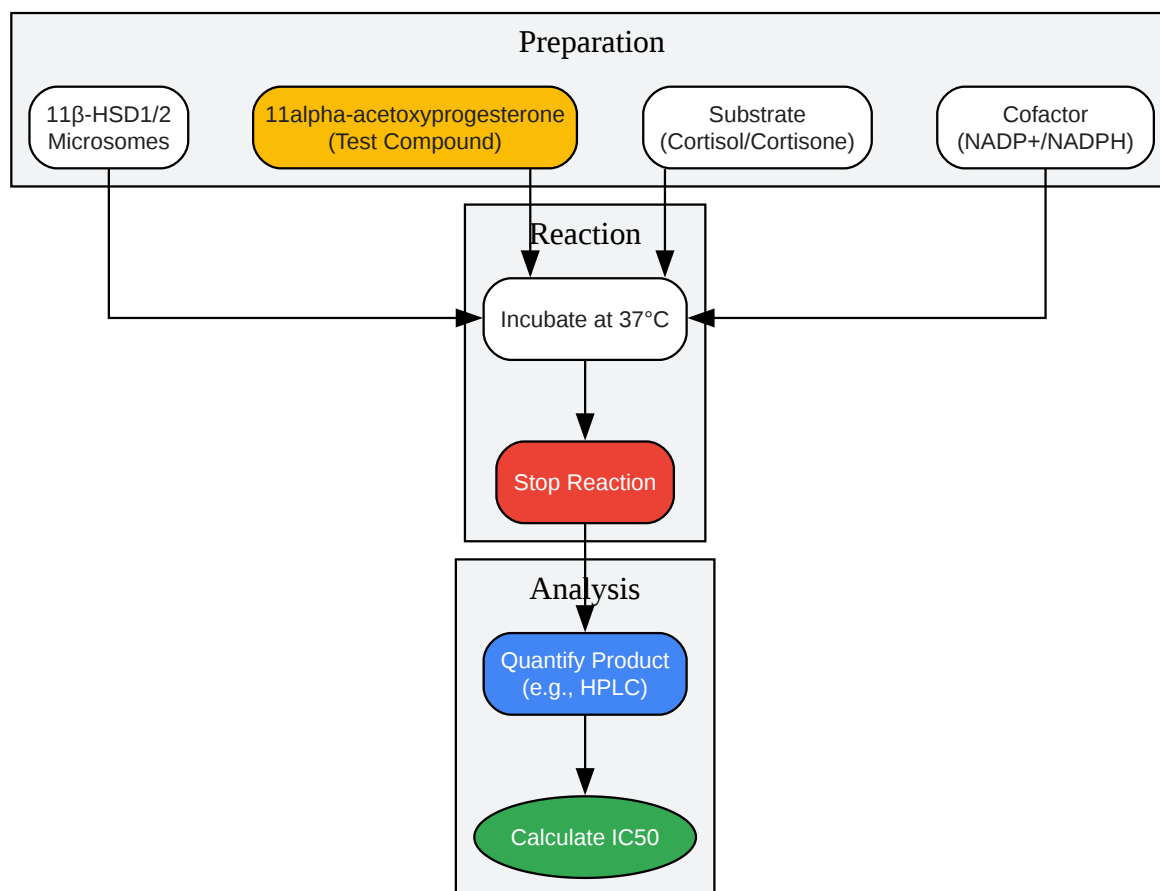 Preparation
11β-HSD1/2
Microsomes
11alpha-acetoxyprogesterone
(Test Compound)
Substrate
(Cortisol/Cortisone)
Cofactor
(NADP+/NADPH)
Reaction
Incubate at 37°C
Stop Reaction
Analysis
Quantify Product
(e.g., HPLC)
Calculate IC50